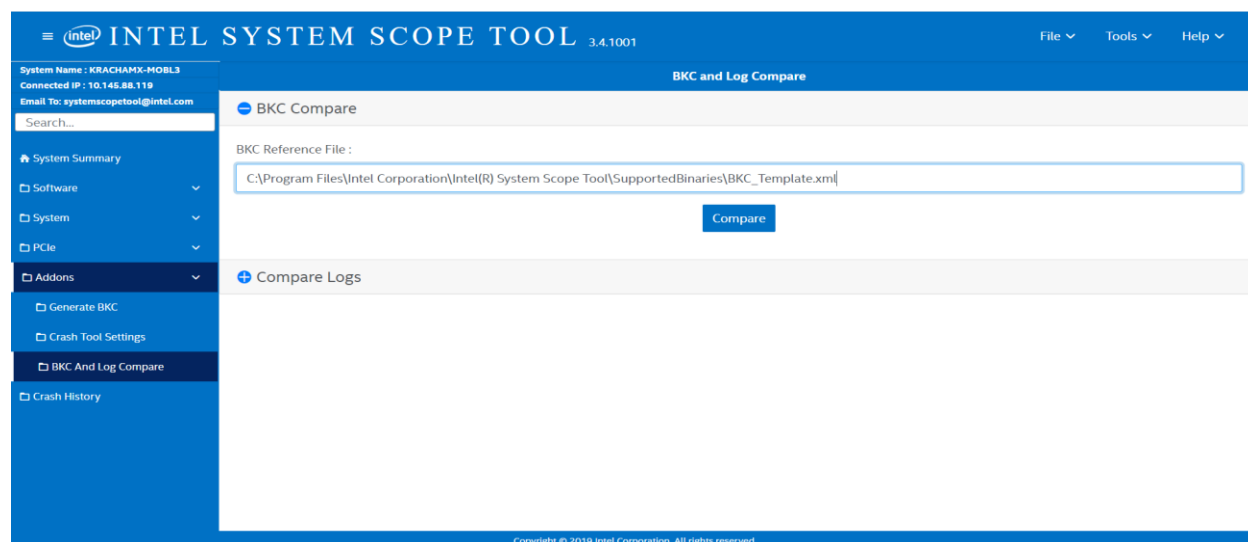 intel INTEL SYSTEM SCOPE TOOL 3.4.1001
File Tools Help
System Name : KRACHAMX-MOBL3
Connected IP : 10.145.88.119
Email To: systemscopetool@intel.com
Search...
System Summary
Software
System
PCIe
Addons
Generate BKC
Crash Tool Settings
BKC And Log Compare
Crash History
BKC and Log Compare
BKC Compare
BKC Reference File :
C:\Program Files\Intel Corporation\Intel(R) System Scope Tool\SupportedBinaries\BKC_Template.xml
Compare
Compare Logs
Copyright © 2019 Intel Corporation. All rights reserved